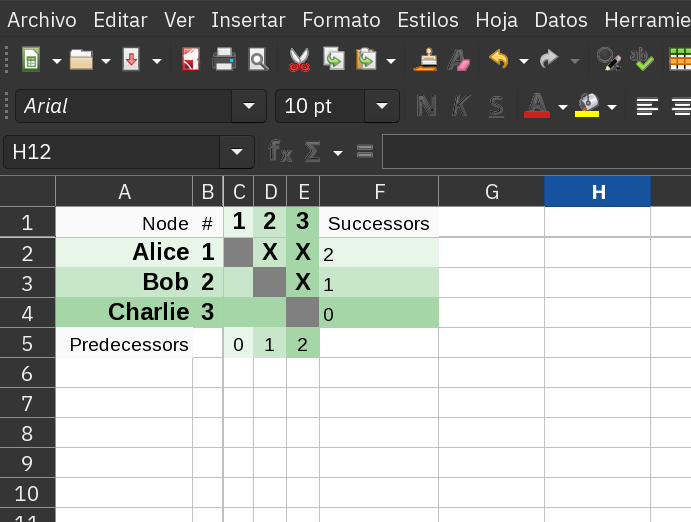 Archivo Editar Ver Insertar Formato Estilos Hoja Datos Herramie
Arial 10 pt N K S A
H12 fx Σ =
A B C D E F G H
1 Node # 1 2 3 Successors
2 Alice 1 X X 2
3 Bob 2 X 1
4 Charlie 3 0
5 Predecessors 0 1 2
6
7
8
9
10
11